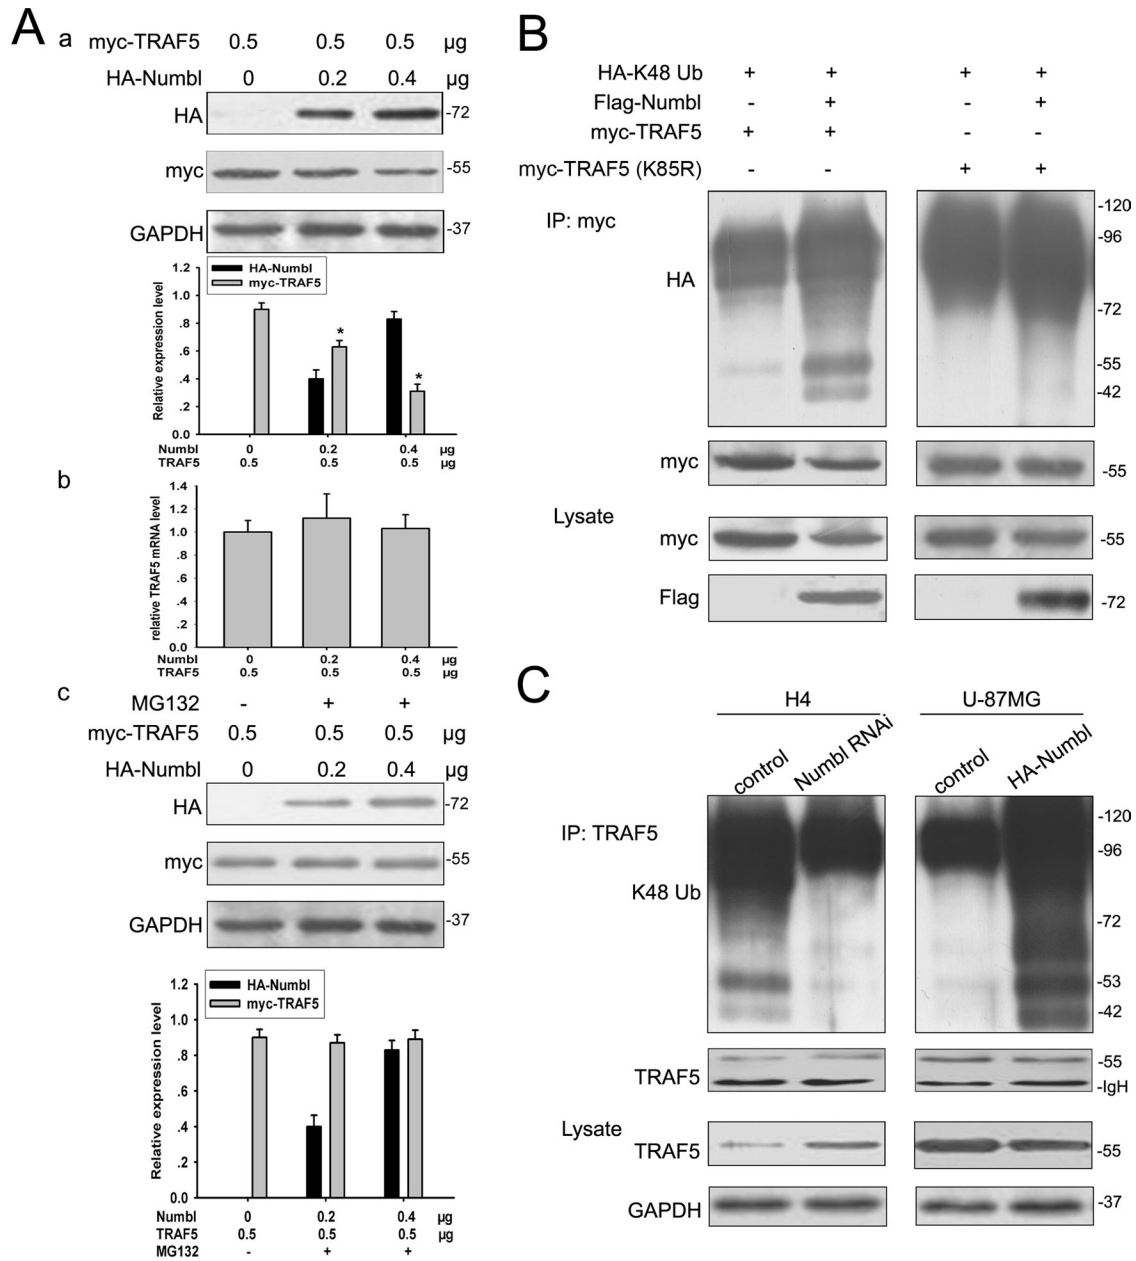 A
a
myc-TRAF5 0.5 0.5 0.5 µg
HA-Numbl 0 0.2 0.4 µg
HA -72
myc -55
GAPDH -37
1.2
1.0
.8
.6
.4
.2
0.0
Relative expression level
HA-Numbl
myc-TRAF5
*
*
Numbl 0 0.2 0.4 µg
TRAF5 0.5 0.5 0.5 µg
b
1.4
1.2
1.0
.8
.6
.4
.2
0.0
relative TRAF5 mRNA level
Numbl 0 0.2 0.4 µg
TRAF5 0.5 0.5 0.5 µg
c
MG132 - + +
myc-TRAF5 0.5 0.5 0.5 µg
HA-Numbl 0 0.2 0.4 µg
HA -72
myc -55
GAPDH -37
1.2
1.0
.8
.6
.4
.2
0.0
Relative expression level
HA-Numbl
myc-TRAF5
Numbl 0 0.2 0.4 µg
TRAF5 0.5 0.5 0.5 µg
MG132 - + +
B
HA-K48 Ub + + + +
Flag-Numbl - + - +
myc-TRAF5 + + - -
myc-TRAF5 (K85R) - - + +
IP: myc
HA
-120
-96
-72
-55
-42
myc -55
Lysate
myc -55
Flag -72
C
H4 U-87MG
control Numbl RNAi control HA-Numbl
IP: TRAF5
K48 Ub
-120
-96
-72
-53
-42
TRAF5 -55
-IgH
Lysate
TRAF5 -55
GAPDH -37